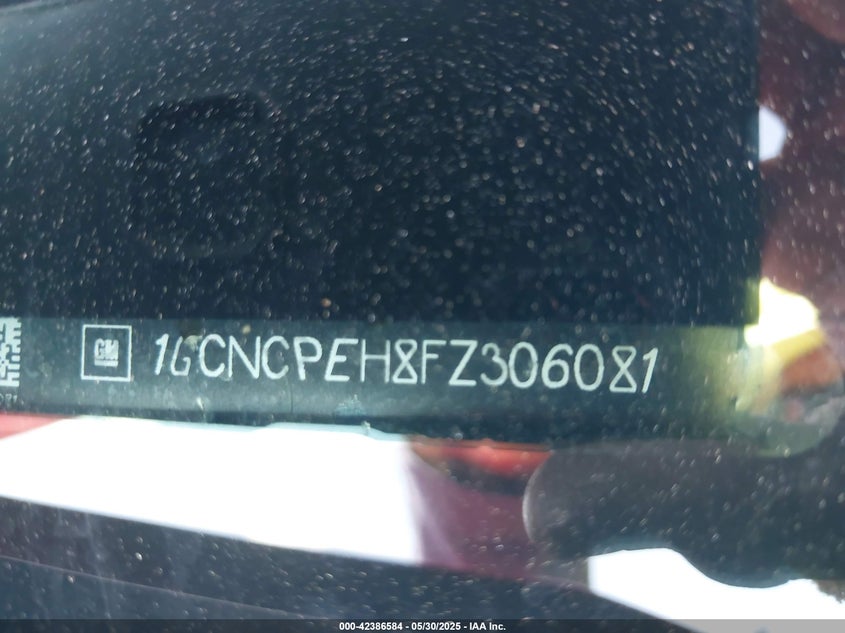 GM
1GCNCPEH8FZ306081
000-42386584 - 05/30/2025 - IAA Inc.